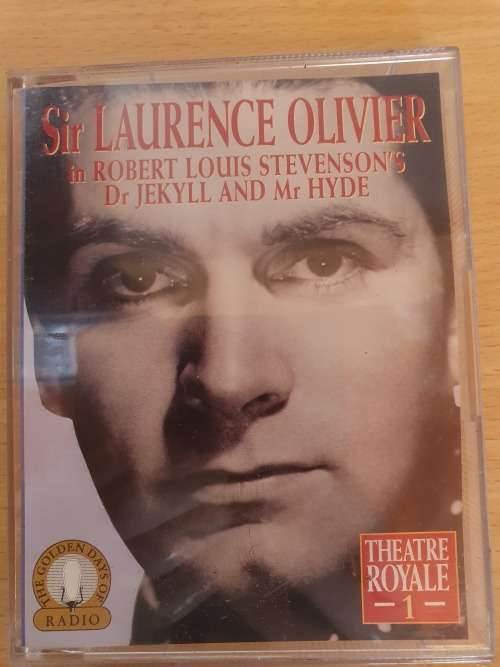 Sir LAURENCE OLIVIER
in ROBERT LOUIS STEVENSON'S
Dr JEKYLL AND Mr HYDE
THE GOLDEN DAYS OF
RADIO
THEATRE
ROYALE
– 1 –